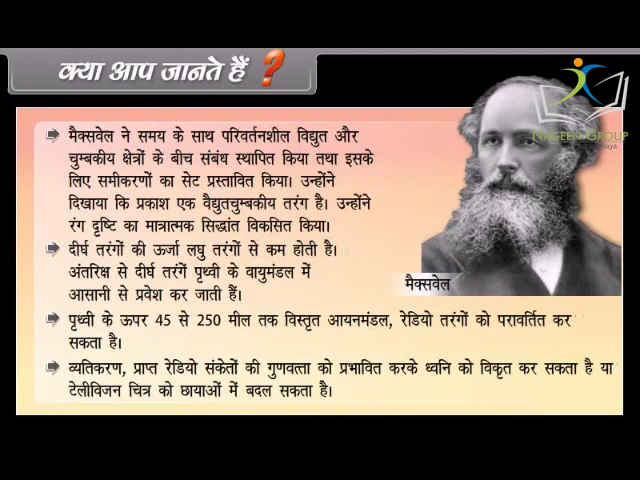 क्या आप जानते हैं ?
NAGEEN GROUP
मैक्सवेल ने समय के साथ परिवर्तनशील विद्युत और
चुम्बकीय क्षेत्रों के बीच संबंध स्थापित किया तथा इसके
लिए समीकरणों का सेट प्रस्तावित किया। उन्होंने
दिखाया कि प्रकाश एक वैद्युतचुम्बकीय तरंग है। उन्होंने
रंग दृष्टि का मात्रात्मक सिद्धांत विकसित किया।
दीर्घ तरंगों की ऊर्जा लघु तरंगों से कम होती है।
अंतरिक्ष से दीर्घ तरंगें पृथ्वी के वायुमंडल में
आसानी से प्रवेश कर जाती हैं।
मैक्सवेल
पृथ्वी के ऊपर 45 से 250 मील तक विस्तृत आयनमंडल, रेडियो तरंगों को परावर्तित कर
सकता है।
व्यतिकरण, प्राप्त रेडियो संकेतों की गुणवत्ता को प्रभावित करके ध्वनि को विकृत कर सकता है या
टेलीविजन चित्र को छायाओं में बदल सकता है।